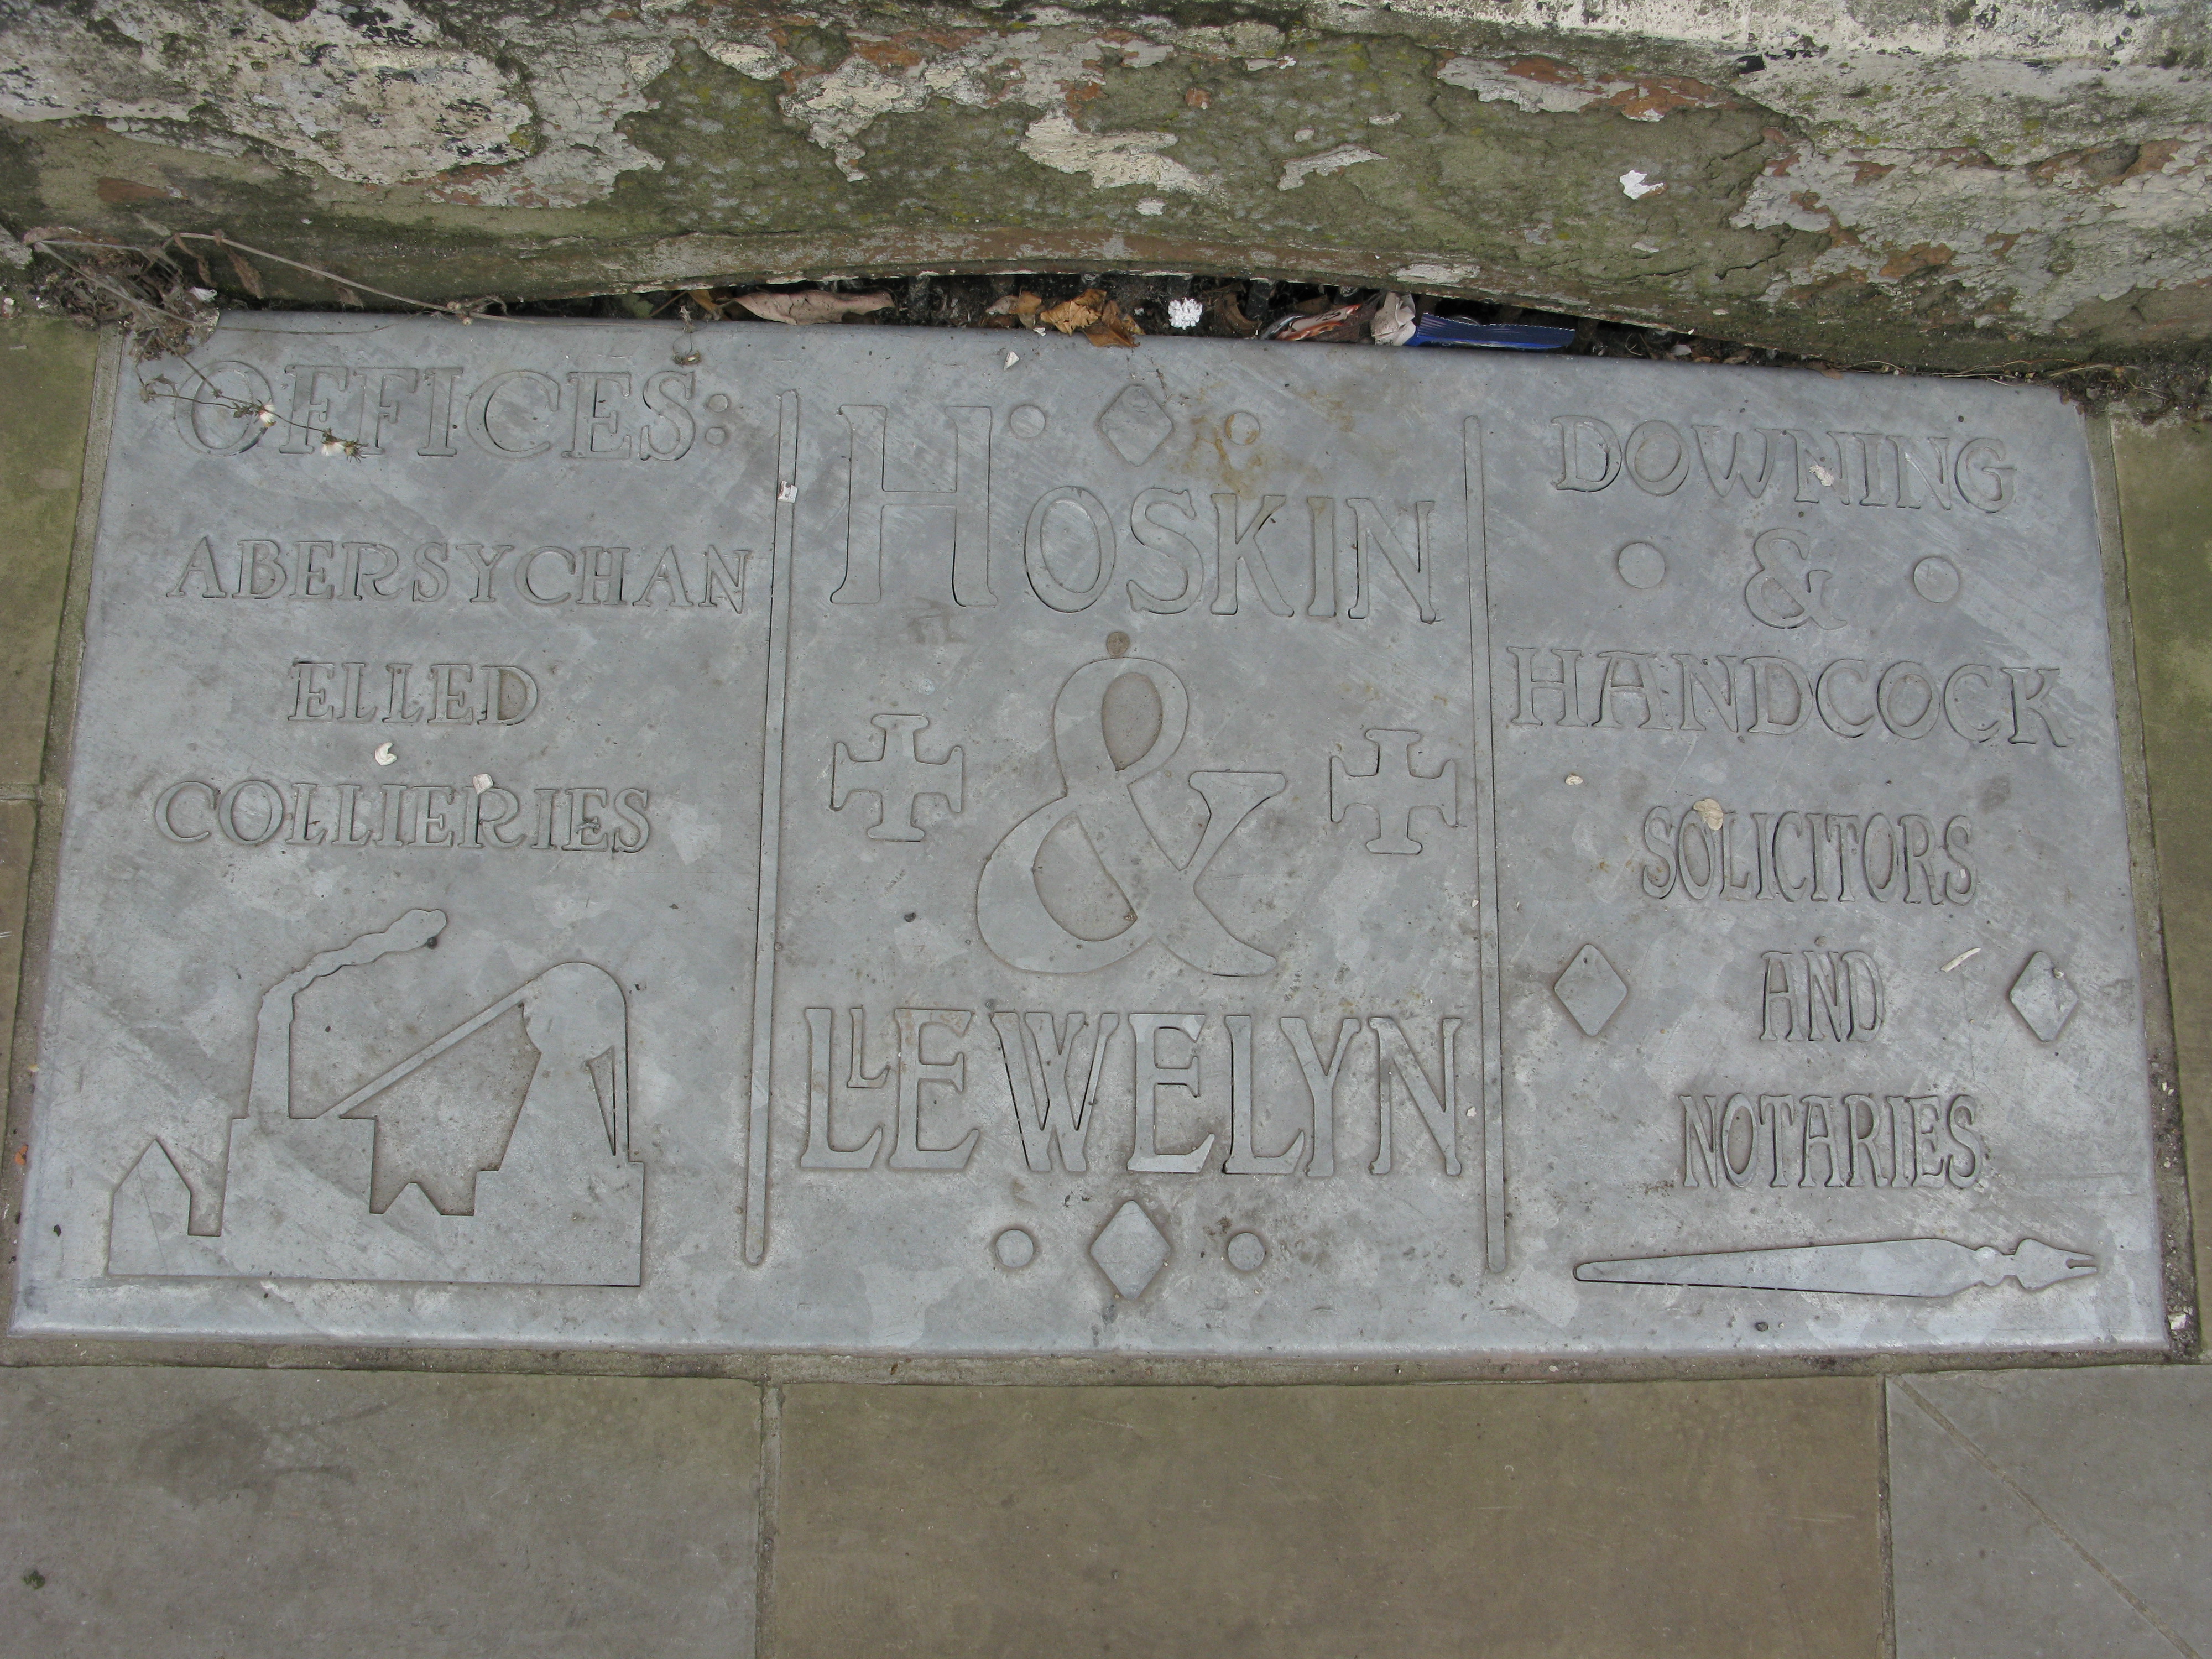 OFFICES:
ABERSYCHAN
ELLED
COLLIERIES
HOSKIN
&
LLEWELYN
DOWNING
&
HANDCOCK
SOLICITORS
AND
NOTARIES